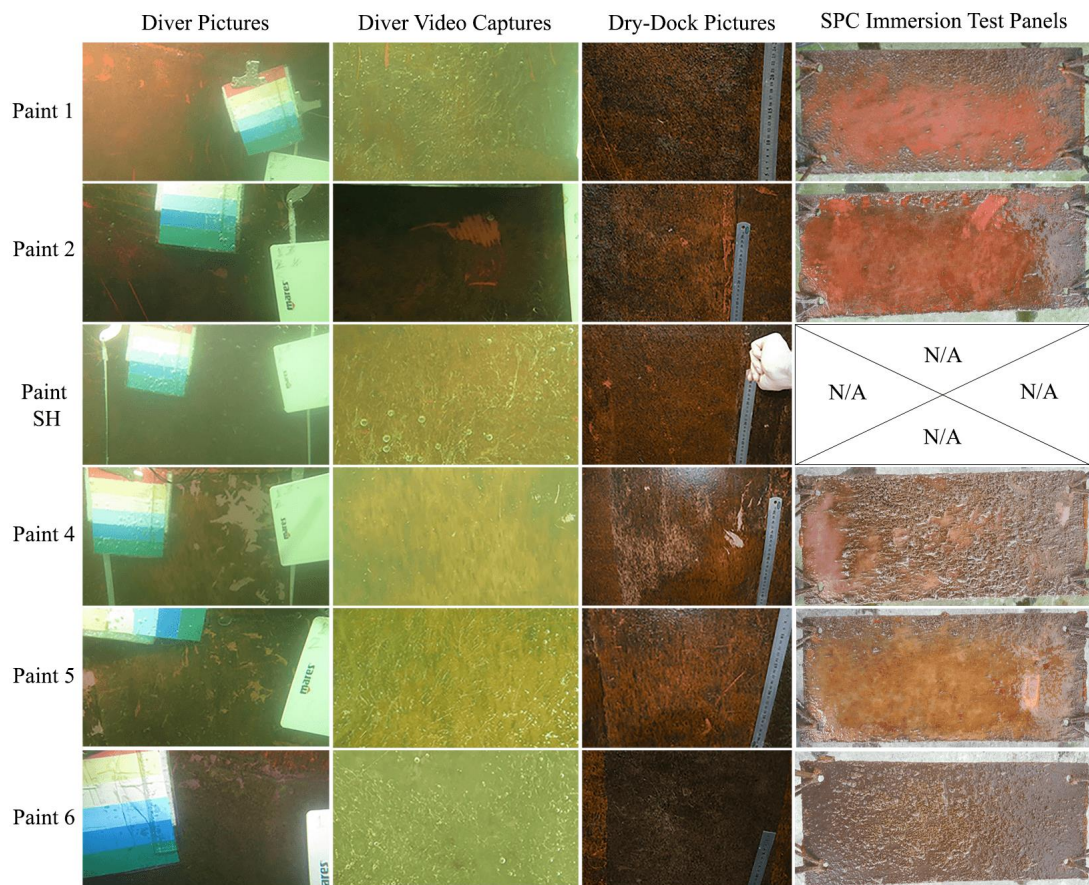 Diver Pictures
Diver Video Captures
Dry-Dock Pictures
SPC Immersion Test Panels
Paint 1
Paint 2
mares
Paint
SH
mares
N/A
N/A
N/A
N/A
Paint 4
mares
Paint 5
mares
Paint 6